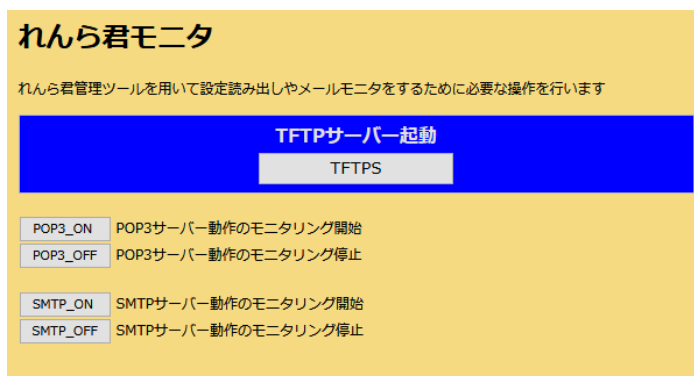 れんら君モニタ
れんら君管理ツールを用いて設定読み出しやメールモニタをするために必要な操作を行います
TFTPサーバー起動
TFTPS
POP3_ON POP3サーバー動作のモニタリング開始
POP3_OFF POP3サーバー動作のモニタリング停止
SMTP_ON SMTPサーバー動作のモニタリング開始
SMTP_OFF SMTPサーバー動作のモニタリング停止